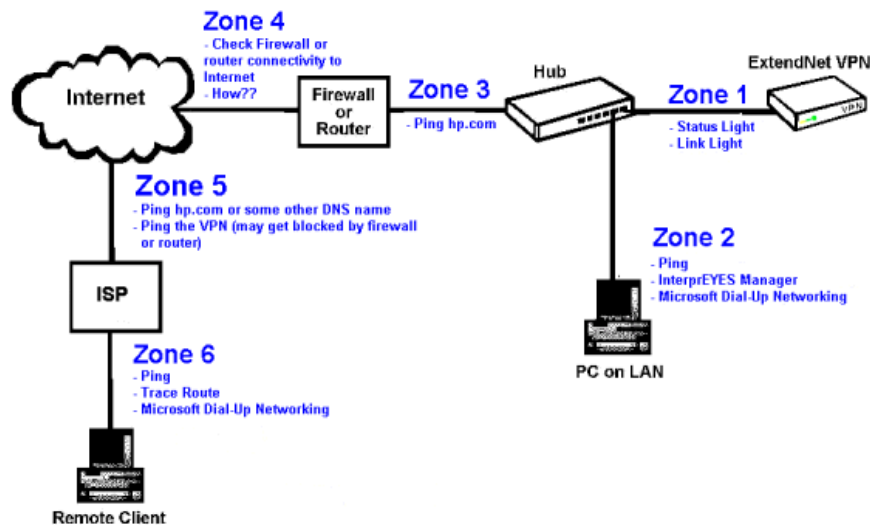 Zone 4
- Check Firewall or
router connectivity to
Internet
- How??
Internet
Firewall
or
Router
Zone 3
- Ping hp.com
Hub
Zone 1
- Status Light
- Link Light
ExtendNet VPN
VPN
Zone 5
- Ping hp.com or some other DNS name
- Ping the VPN (may get blocked by firewall
or router)
Zone 2
- Ping
- InterprEYES Manager
- Microsoft Dial-Up Networking
PC on LAN
ISP
Zone 6
- Ping
- Trace Route
- Microsoft Dial-Up Networking
Remote Client